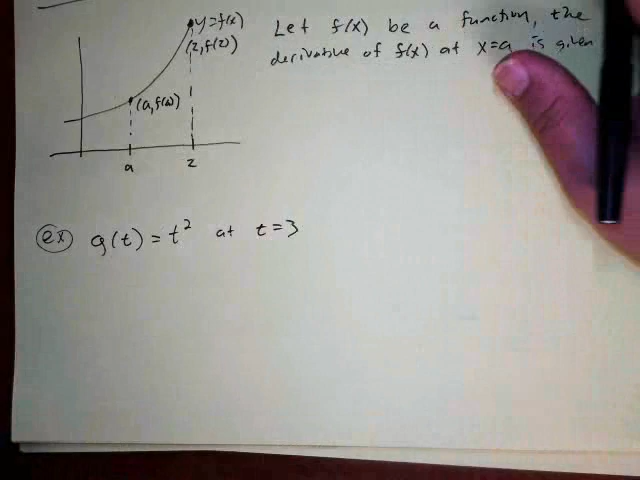 y=f(x)
(z, f(z))
(a, f(a))
a
z
Let f(x) be a function, the
derivative of f(x) at x=a is given
ex g(t) = t² at t=3